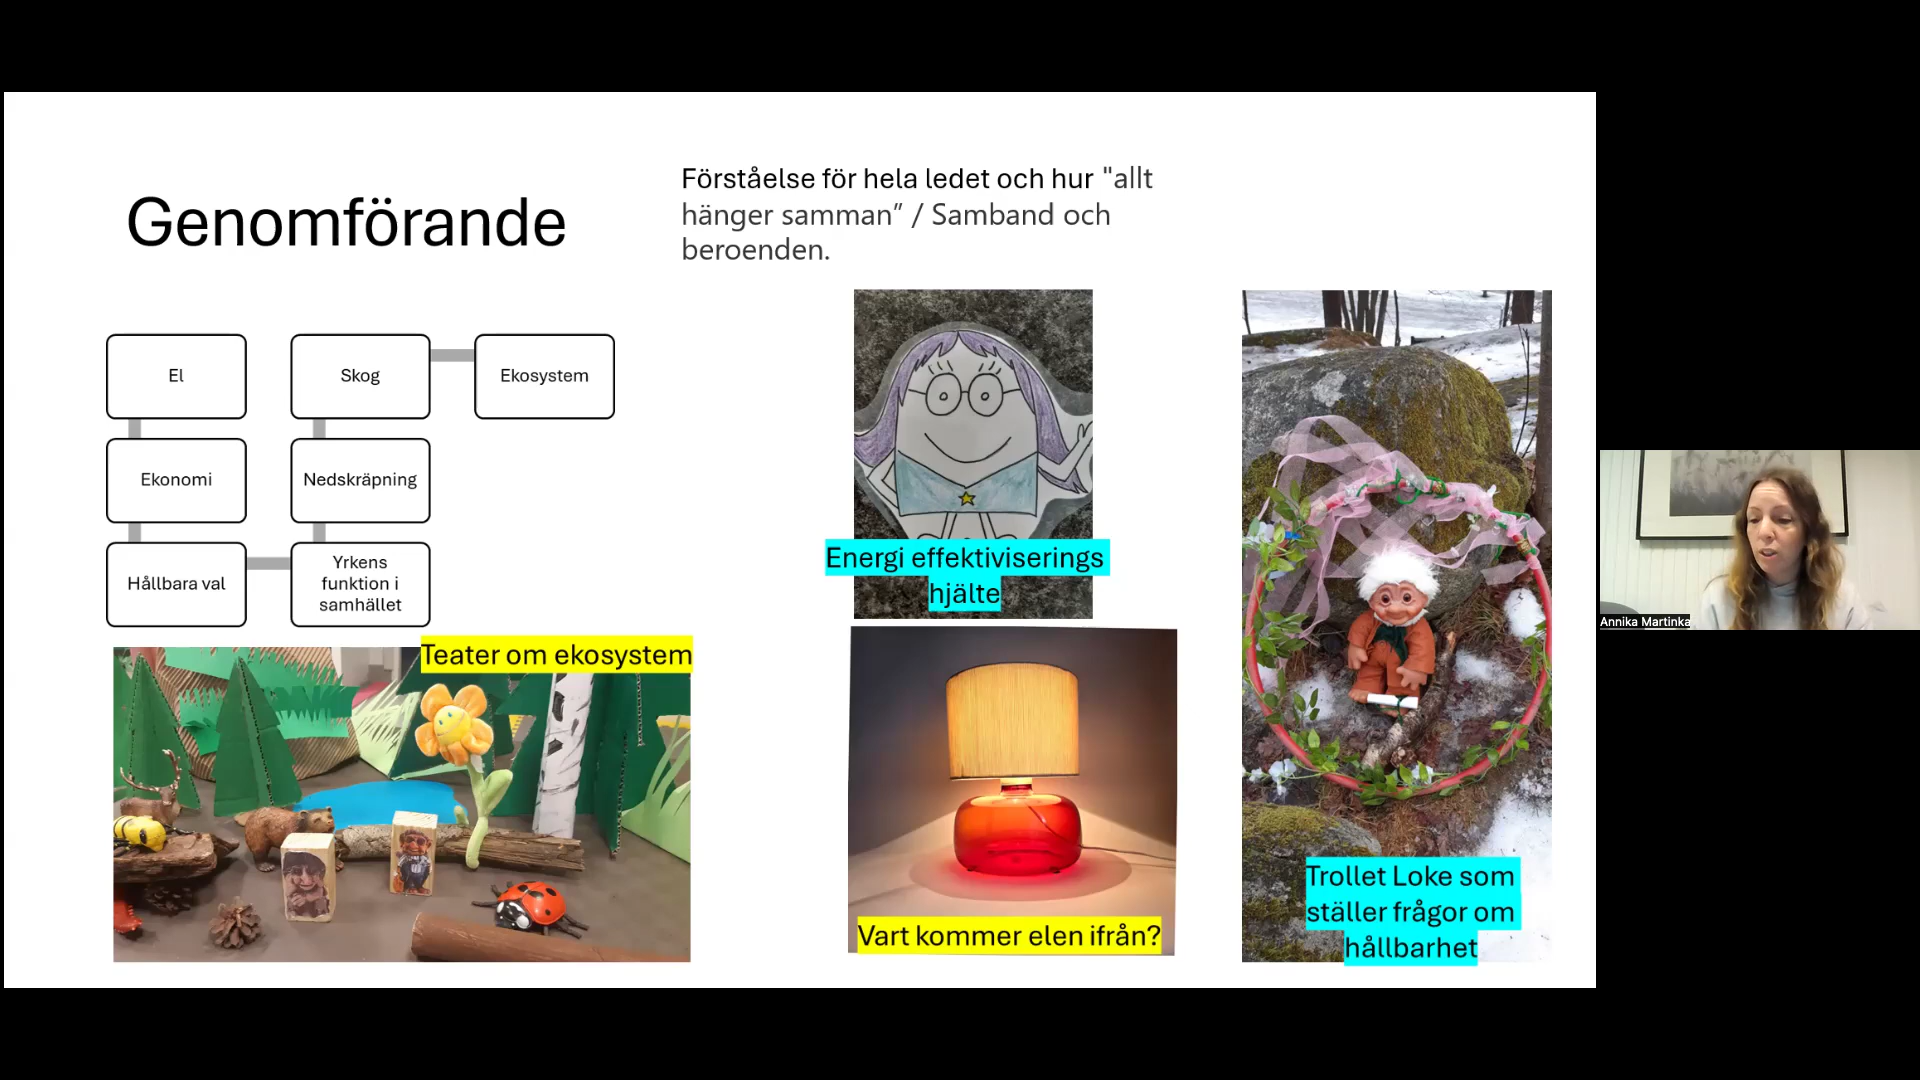 Genomförande
Förståelse för hela ledet och hur "allt
hänger samman” / Samband och
beroenden.
El
Skog
Ekosystem
Ekonomi
Nedskräpning
Hållbara val
Yrkens
funktion i
samhället
Teater om ekosystem
Energi effektiviserings
hjälte
Vart kommer elen ifrån?
Trollet Loke som
ställer frågor om
hållbarhet
Annika Martinka